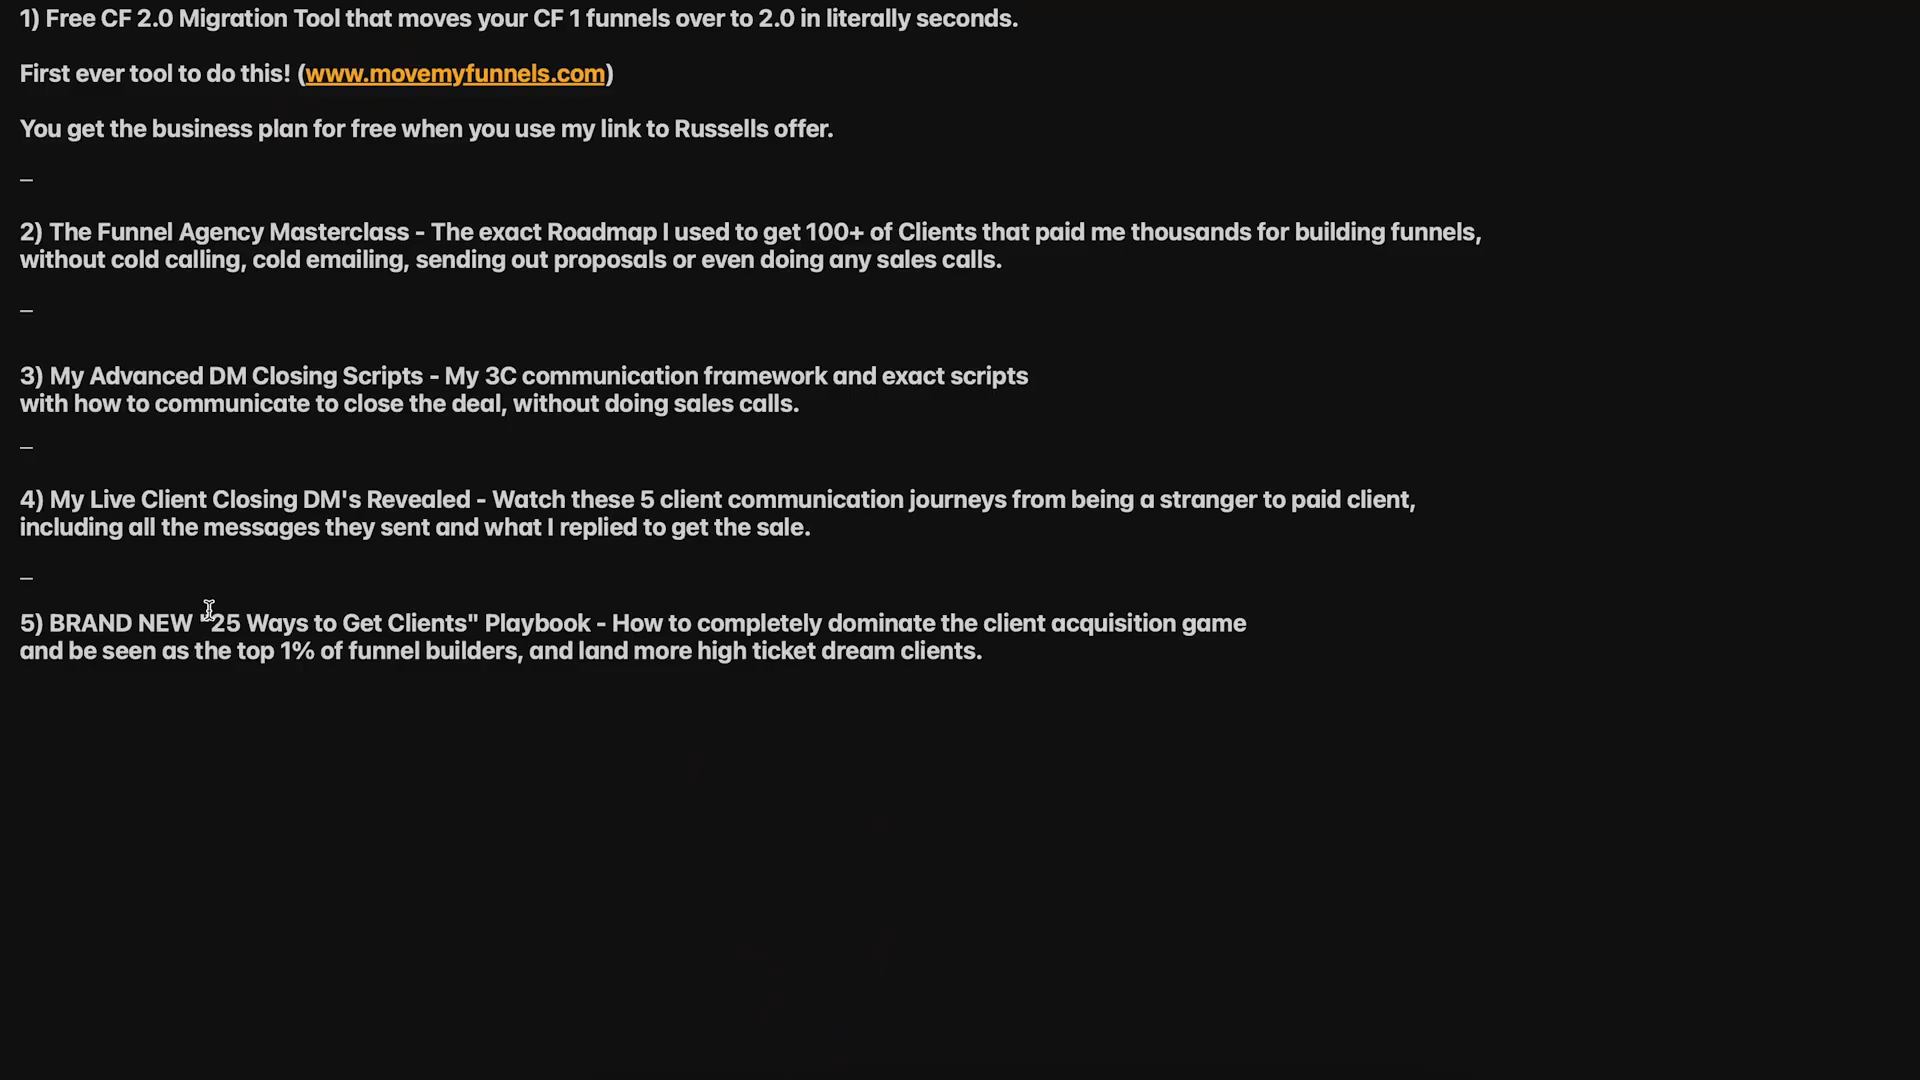 1) Free CF 2.0 Migration Tool that moves your CF 1 funnels over to 2.0 in literally seconds.
First ever tool to do this! (www.movemyfunnels.com)
You get the business plan for free when you use my link to Russells offer.
–
2) The Funnel Agency Masterclass - The exact Roadmap I used to get 100+ of Clients that paid me thousands for building funnels,
without cold calling, cold emailing, sending out proposals or even doing any sales calls.
–
3) My Advanced DM Closing Scripts - My 3C communication framework and exact scripts
with how to communicate to close the deal, without doing sales calls.
–
4) My Live Client Closing DM's Revealed - Watch these 5 client communication journeys from being a stranger to paid client,
including all the messages they sent and what I replied to get the sale.
–
5) BRAND NEW "25 Ways to Get Clients" Playbook - How to completely dominate the client acquisition game
and be seen as the top 1% of funnel builders, and land more high ticket dream clients.